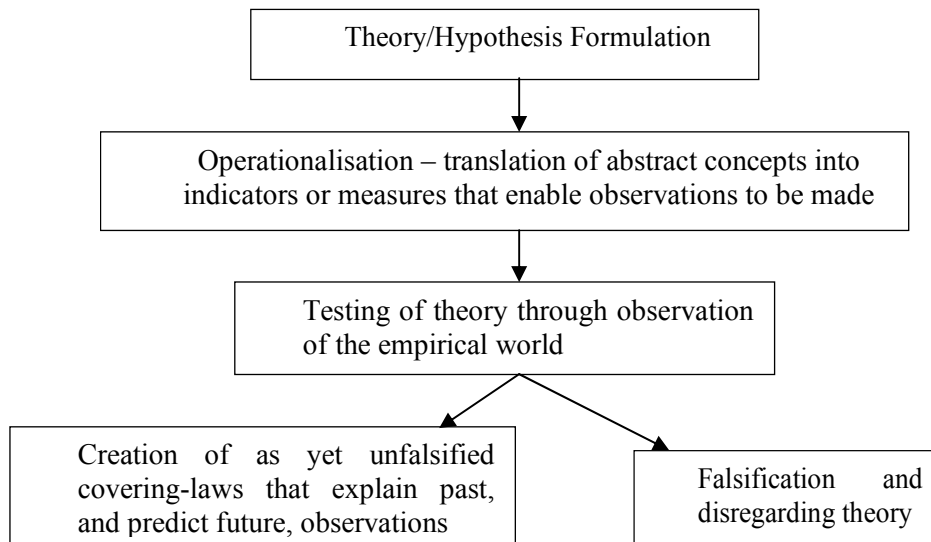 Theory/Hypothesis Formulation
Operationalisation – translation of abstract concepts into
indicators or measures that enable observations to be made
Testing of theory through observation
of the empirical world
Creation of as yet unfalsified
covering-laws that explain past,
and predict future, observations
Falsification and
disregarding theory